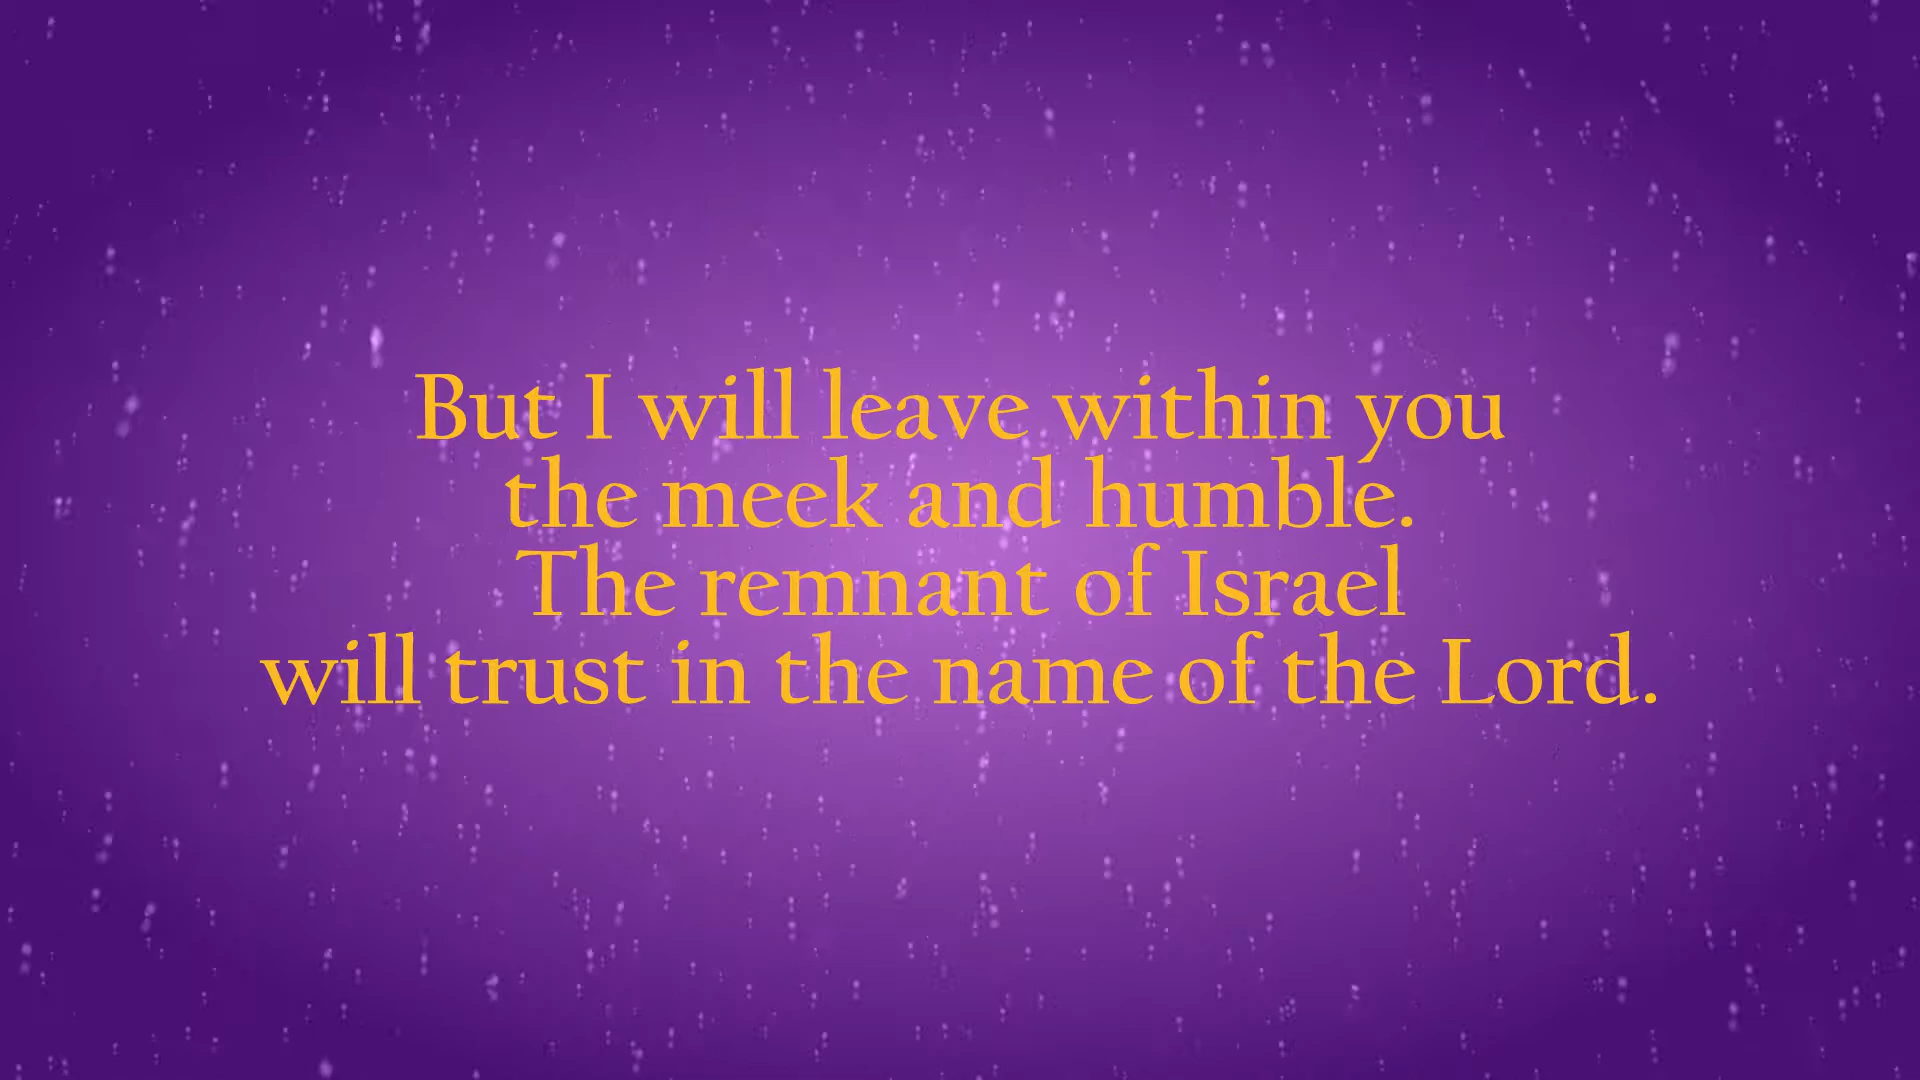 But I will leave within you
the meek and humble.
The remnant of Israel
will trust in the name of the Lord.